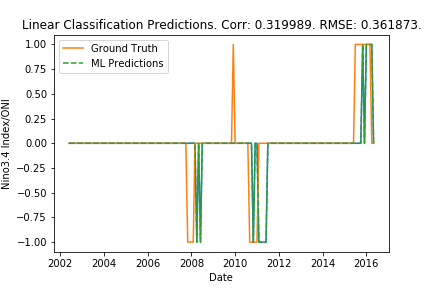 Linear Classification Predictions. Corr: 0.319989. RMSE: 0.361873.
Ground Truth
ML Predictions
Nino3.4 Index/ONI
1.00
0.75
0.50
0.25
0.00
−0.25
−0.50
−0.75
−1.00
2002 2004 2006 2008 2010 2012 2014 2016
Date